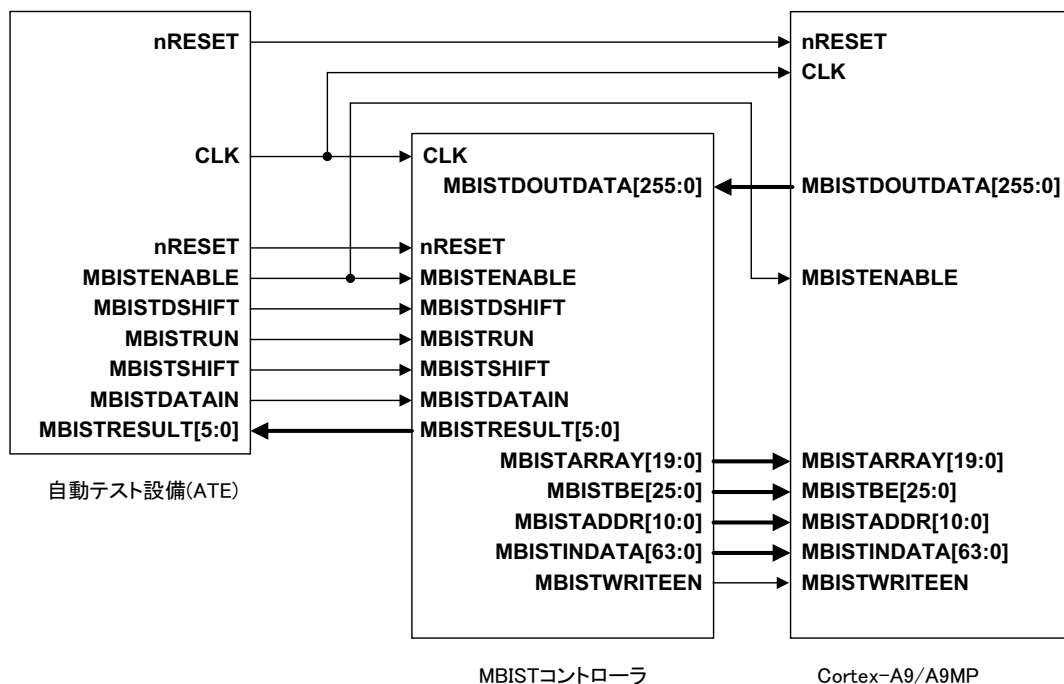 nRESET
CLK
nRESET
MBISTENABLE
MBISTDSHIFT
MBISTRUN
MBISTSHIFT
MBISTDATAIN
MBISTRESULT[5:0]
自動テスト設備(ATE)
CLK
MBISTDOUTDATA[255:0]
nRESET
MBISTENABLE
MBISTDSHIFT
MBISTRUN
MBISTSHIFT
MBISTDATAIN
MBISTRESULT[5:0]
MBISTARRAY[19:0]
MBISTBE[25:0]
MBISTADDR[10:0]
MBISTINDATA[63:0]
MBISTWRITEEN
MBISTコントローラ
nRESET
CLK
MBISTDOUTDATA[255:0]
MBISTENABLE
MBISTARRAY[19:0]
MBISTBE[25:0]
MBISTADDR[10:0]
MBISTINDATA[63:0]
MBISTWRITEEN
Cortex-A9/A9MP